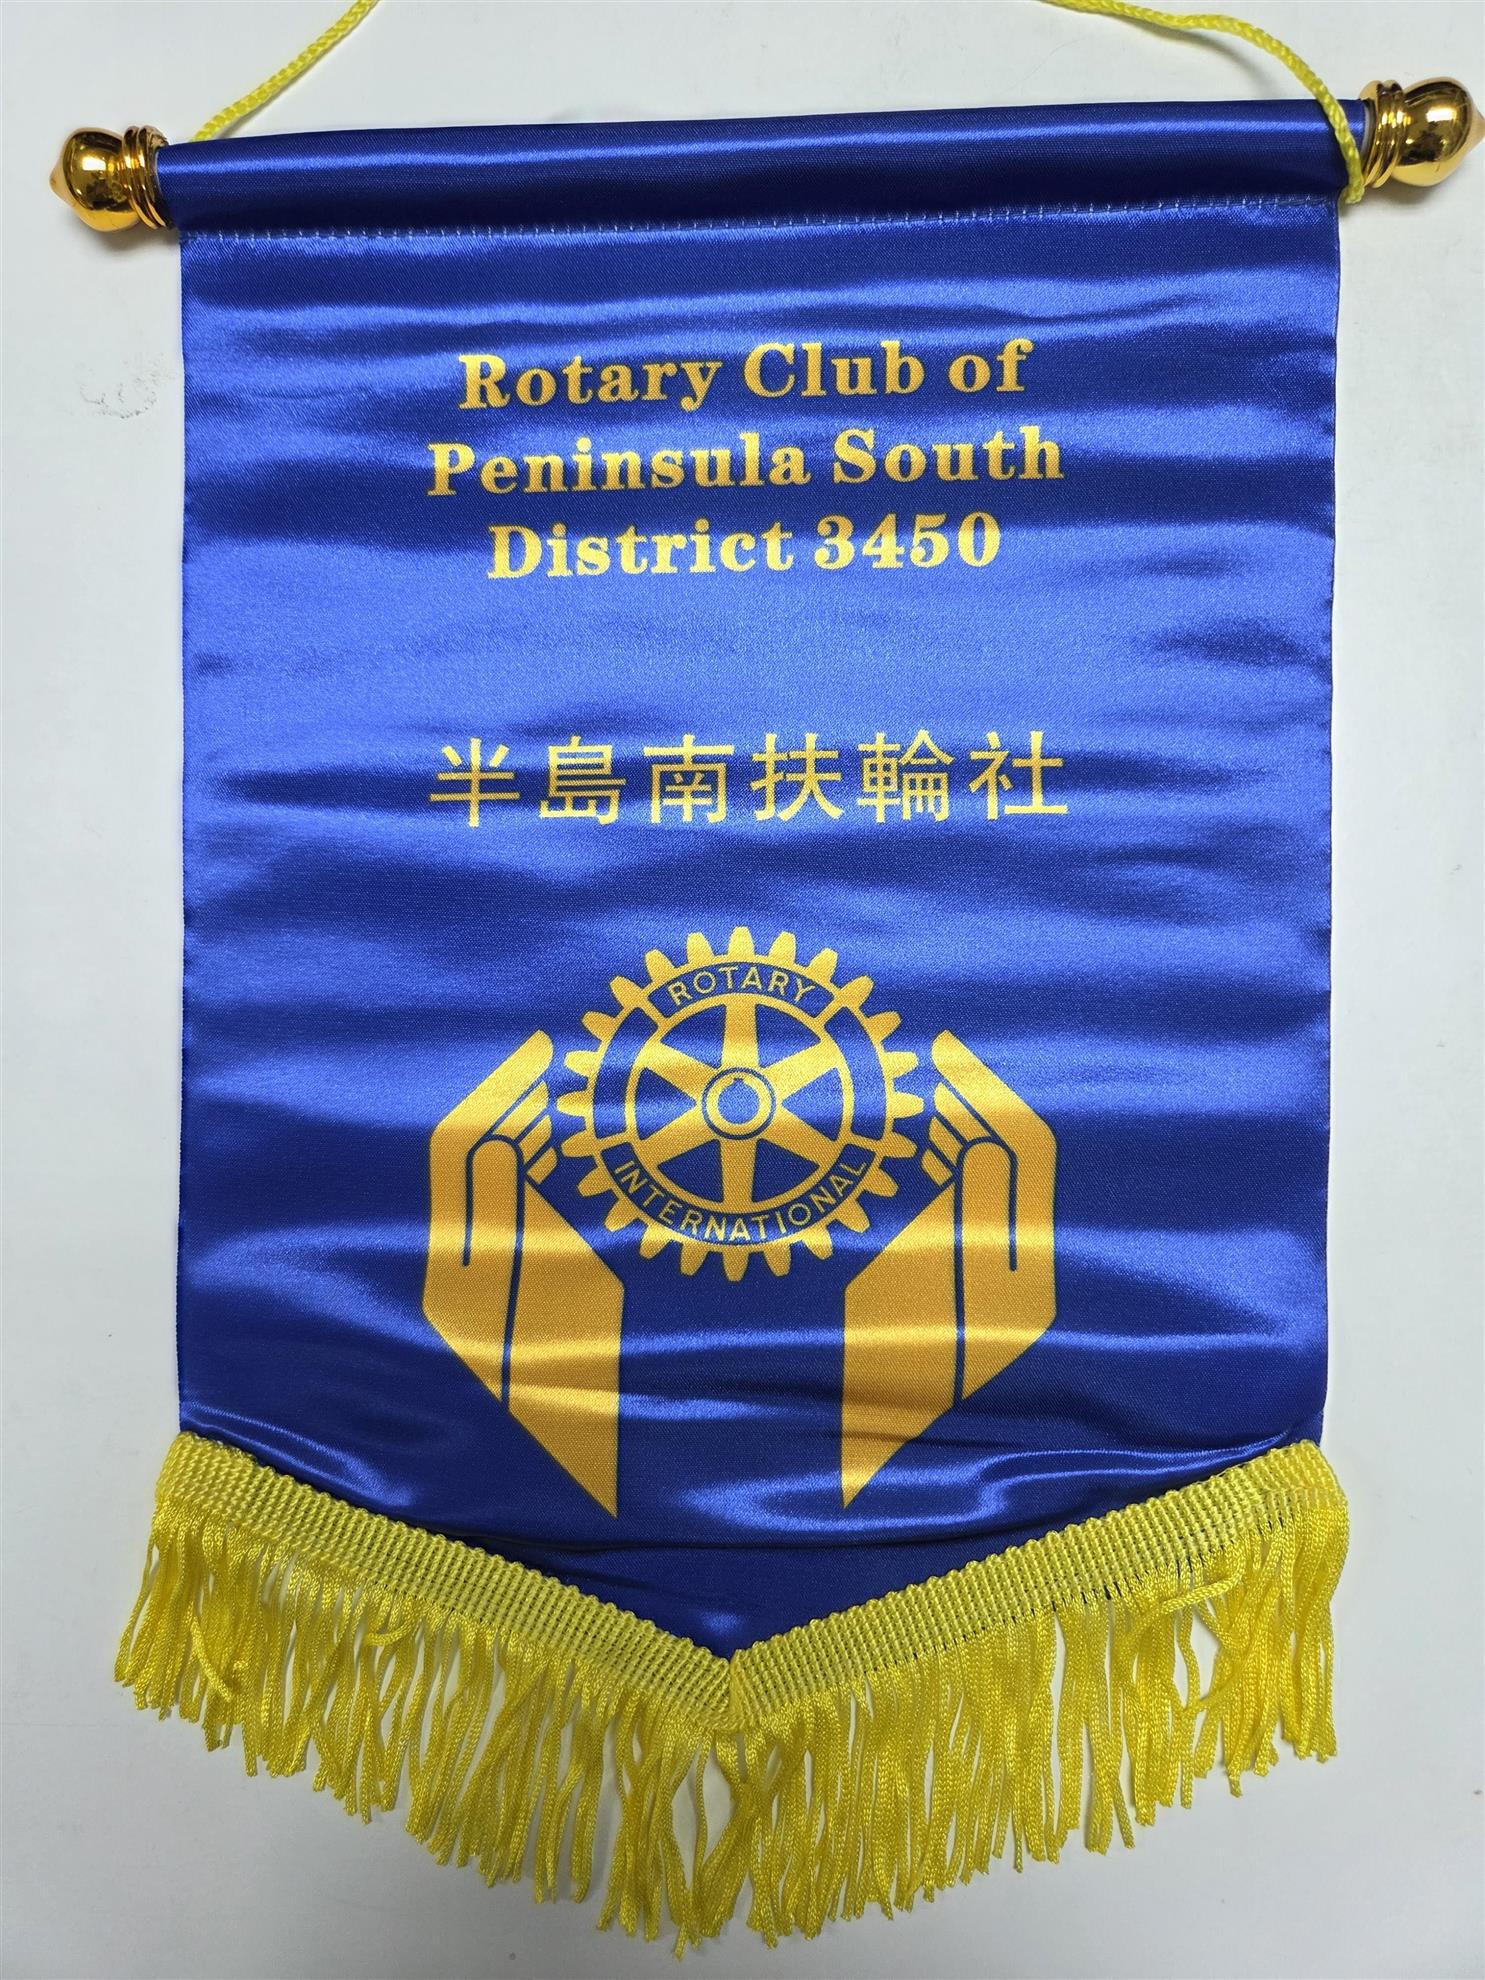 Rotary Club of
Peninsula South
District 3450
半島南扶輪社
ROTARY
INTERNATIONAL